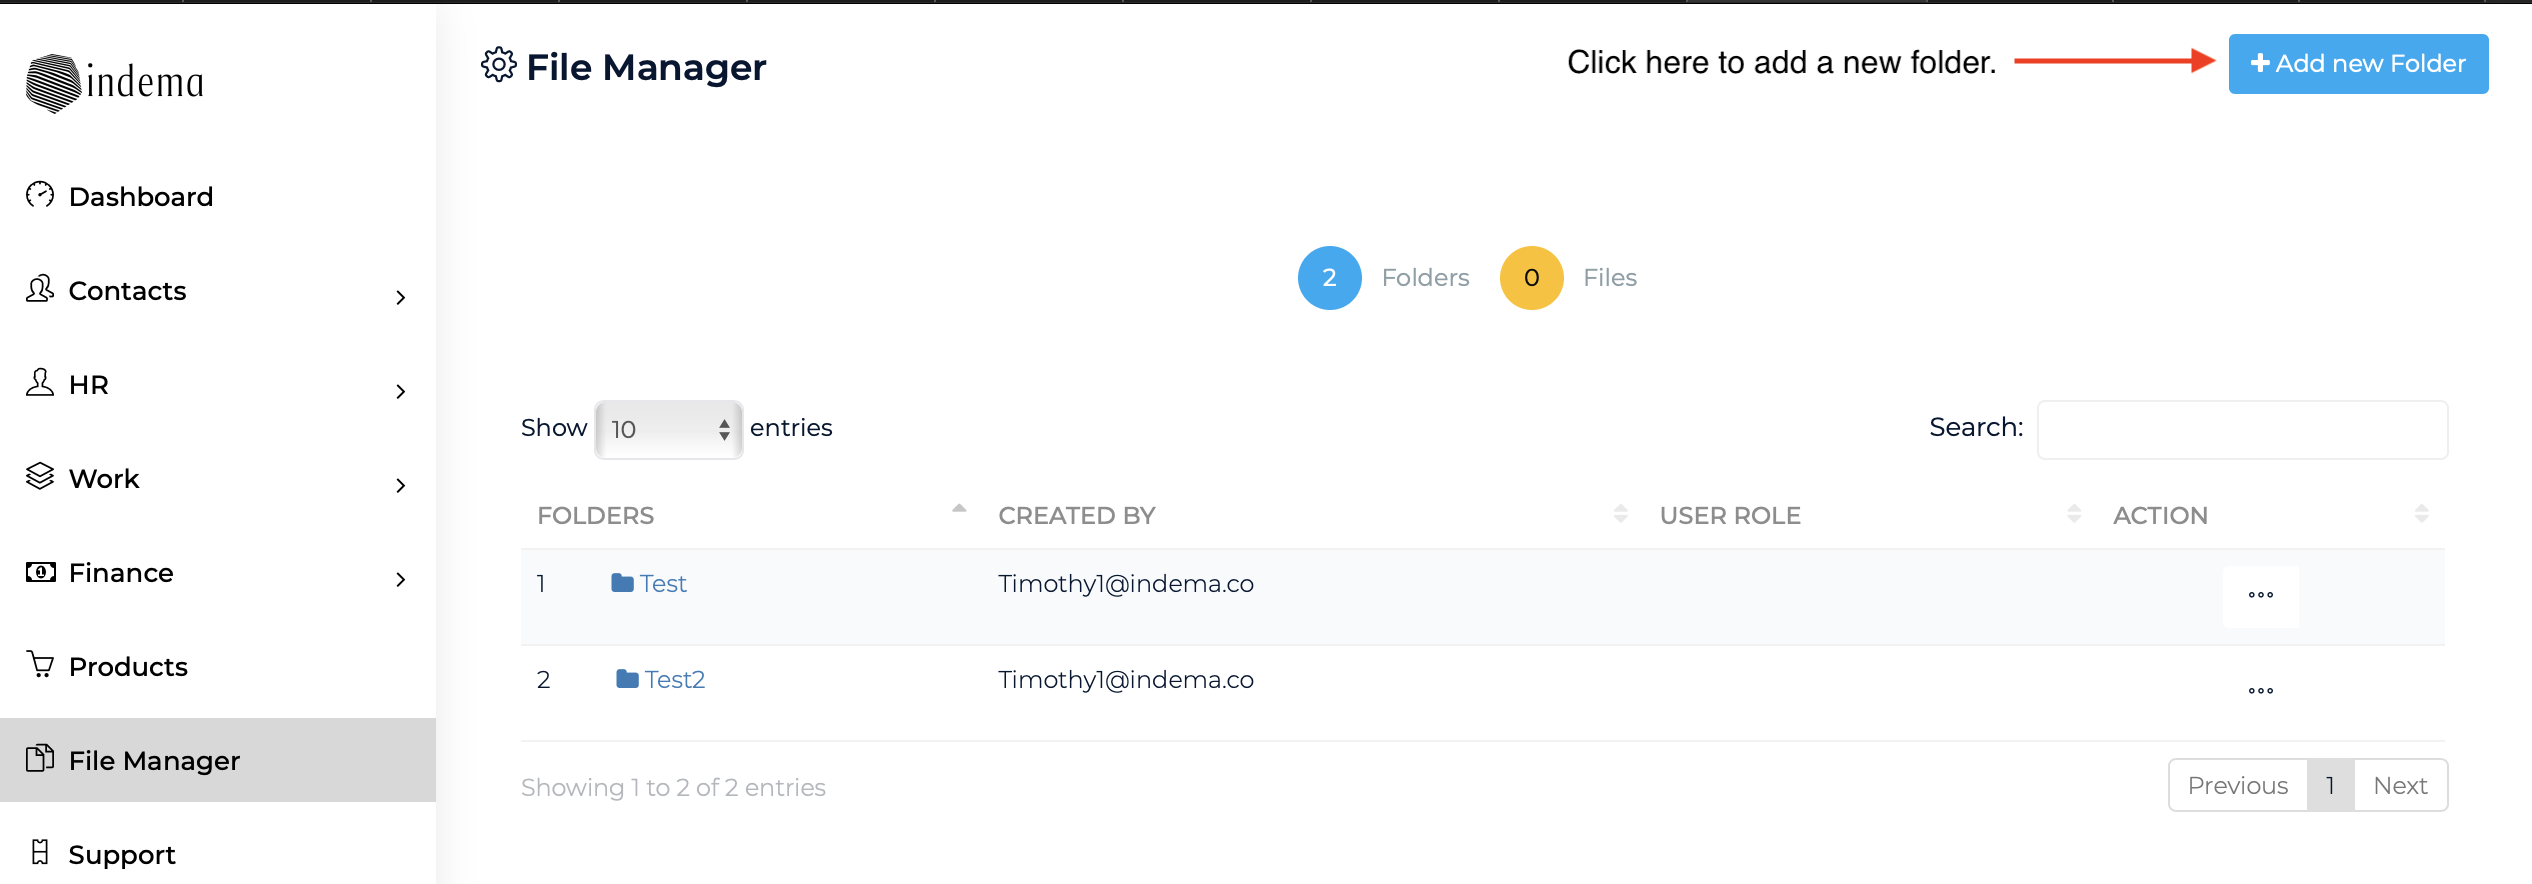 indema
File Manager
Click here to add a new folder.
Add new Folder
Dashboard
Contacts
HR
Work
Finance
Products
File Manager
Support
2 Folders 0 Files
Show 10 entries
Search:
FOLDERS CREATED BY USER ROLE ACTION
1 Test Timothy1@indema.co
2 Test2 Timothy1@indema.co
Showing 1 to 2 of 2 entries
Previous 1 Next